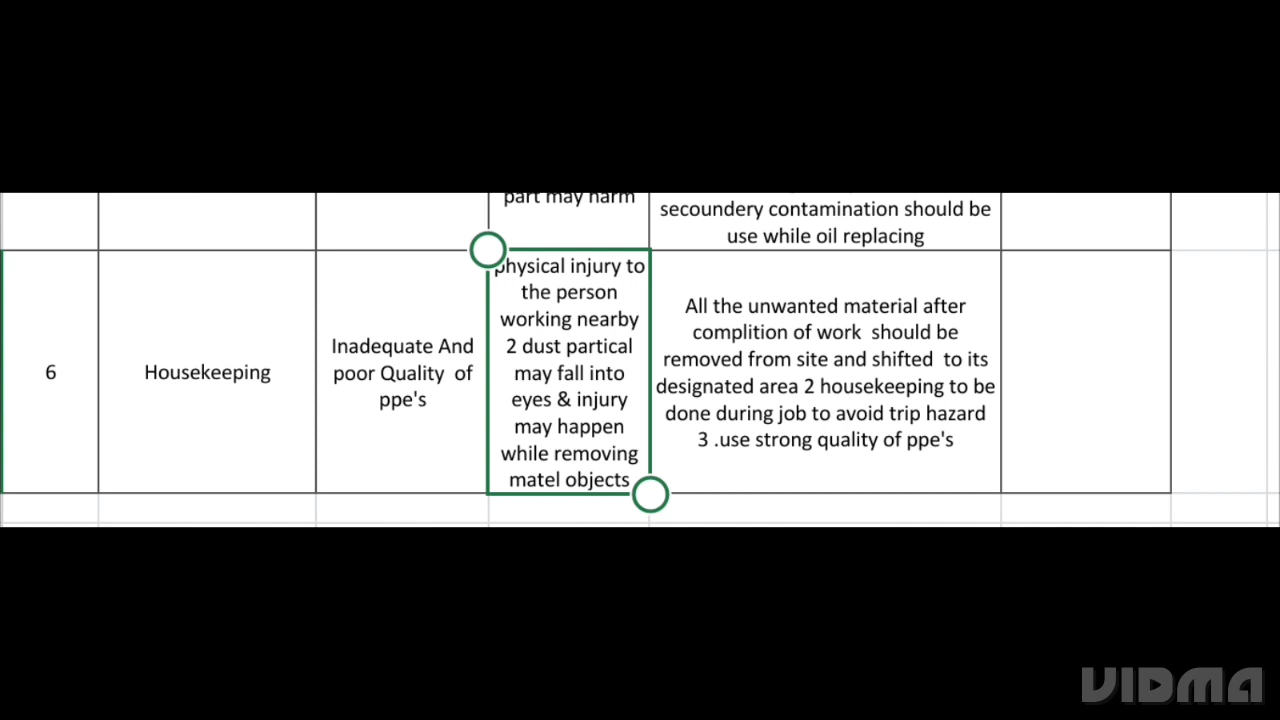 part may harm
secoundery contamination should be
use while oil replacing
6
Housekeeping
Inadequate And
poor Quality of
ppe's
physical injury to
the person
working nearby
2 dust partical
may fall into
eyes & injury
may happen
while removing
matel objects
All the unwanted material after
complition of work should be
removed from site and shifted to its
designated area 2 housekeeping to be
done during job to avoid trip hazard
3 .use strong quality of ppe's
VIDMA